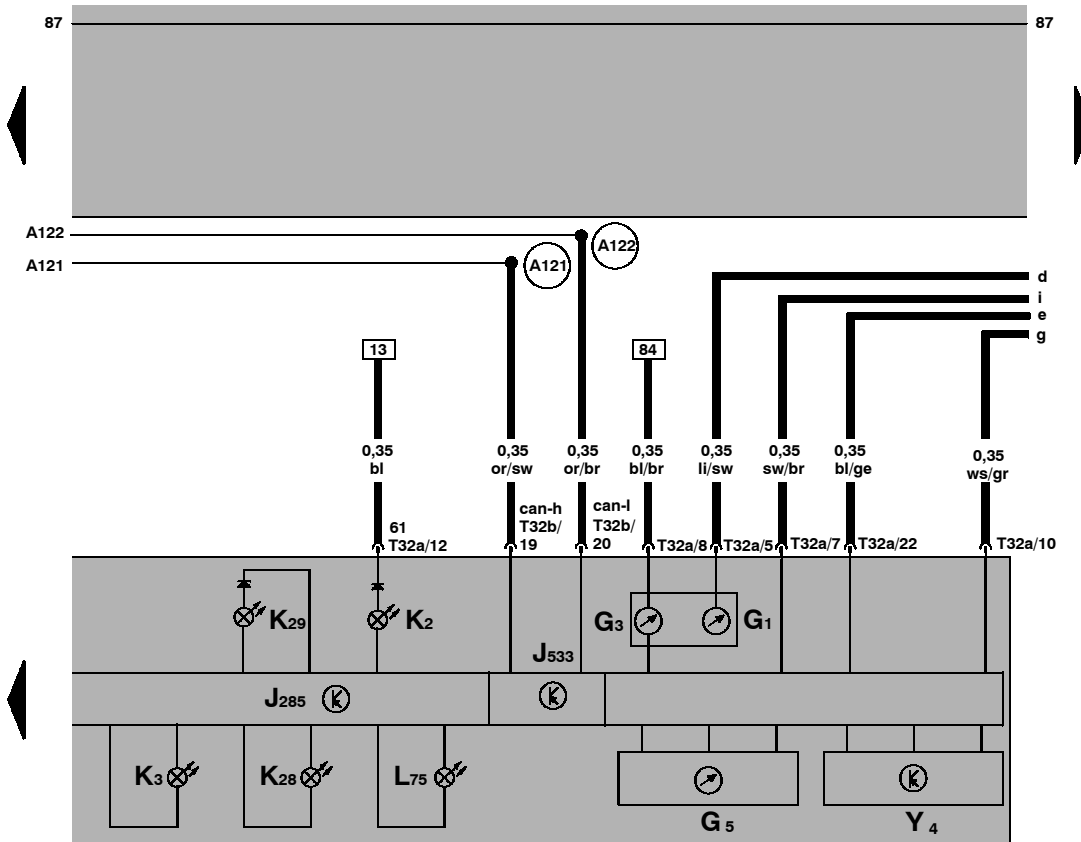 87 87
A122
A122
A121
A121
d
i
e
g
13
84
0,35
bl
0,35
or/sw
0,35
or/br
0,35
bl/br
0,35
li/sw
0,35
sw/br
0,35
bl/ge
0,35
ws/gr
61
T32a/12
can-h
T32b/
19
can-l
T32b/
20
T32a/8
T32a/5
T32a/7
T32a/22
T32a/10
K29
K2
G3
G1
J533
J285
K3
K28
L75
G5
Y4